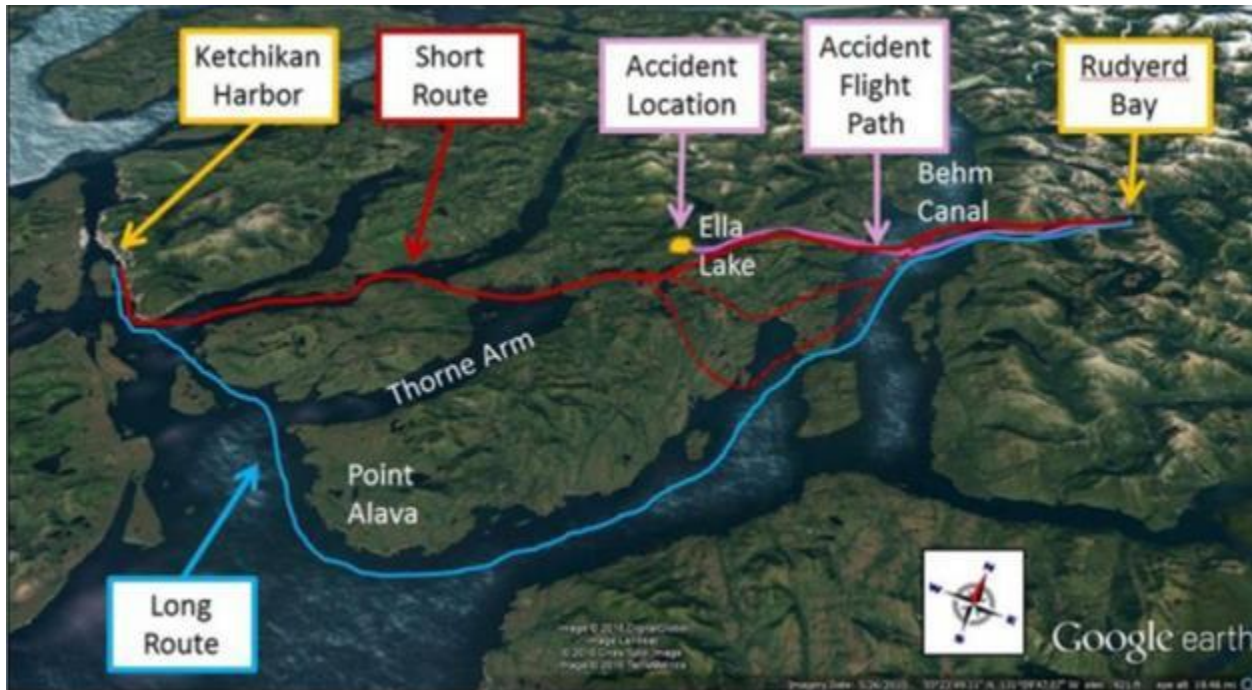 Ketchikan
Harbor
Short
Route
Accident
Location
Accident
Flight
Path
Rudyerd
Bay
Behm
Canal
Ella
Lake
Thorne Arm
Point
Alava
Long
Route
N
Google earth